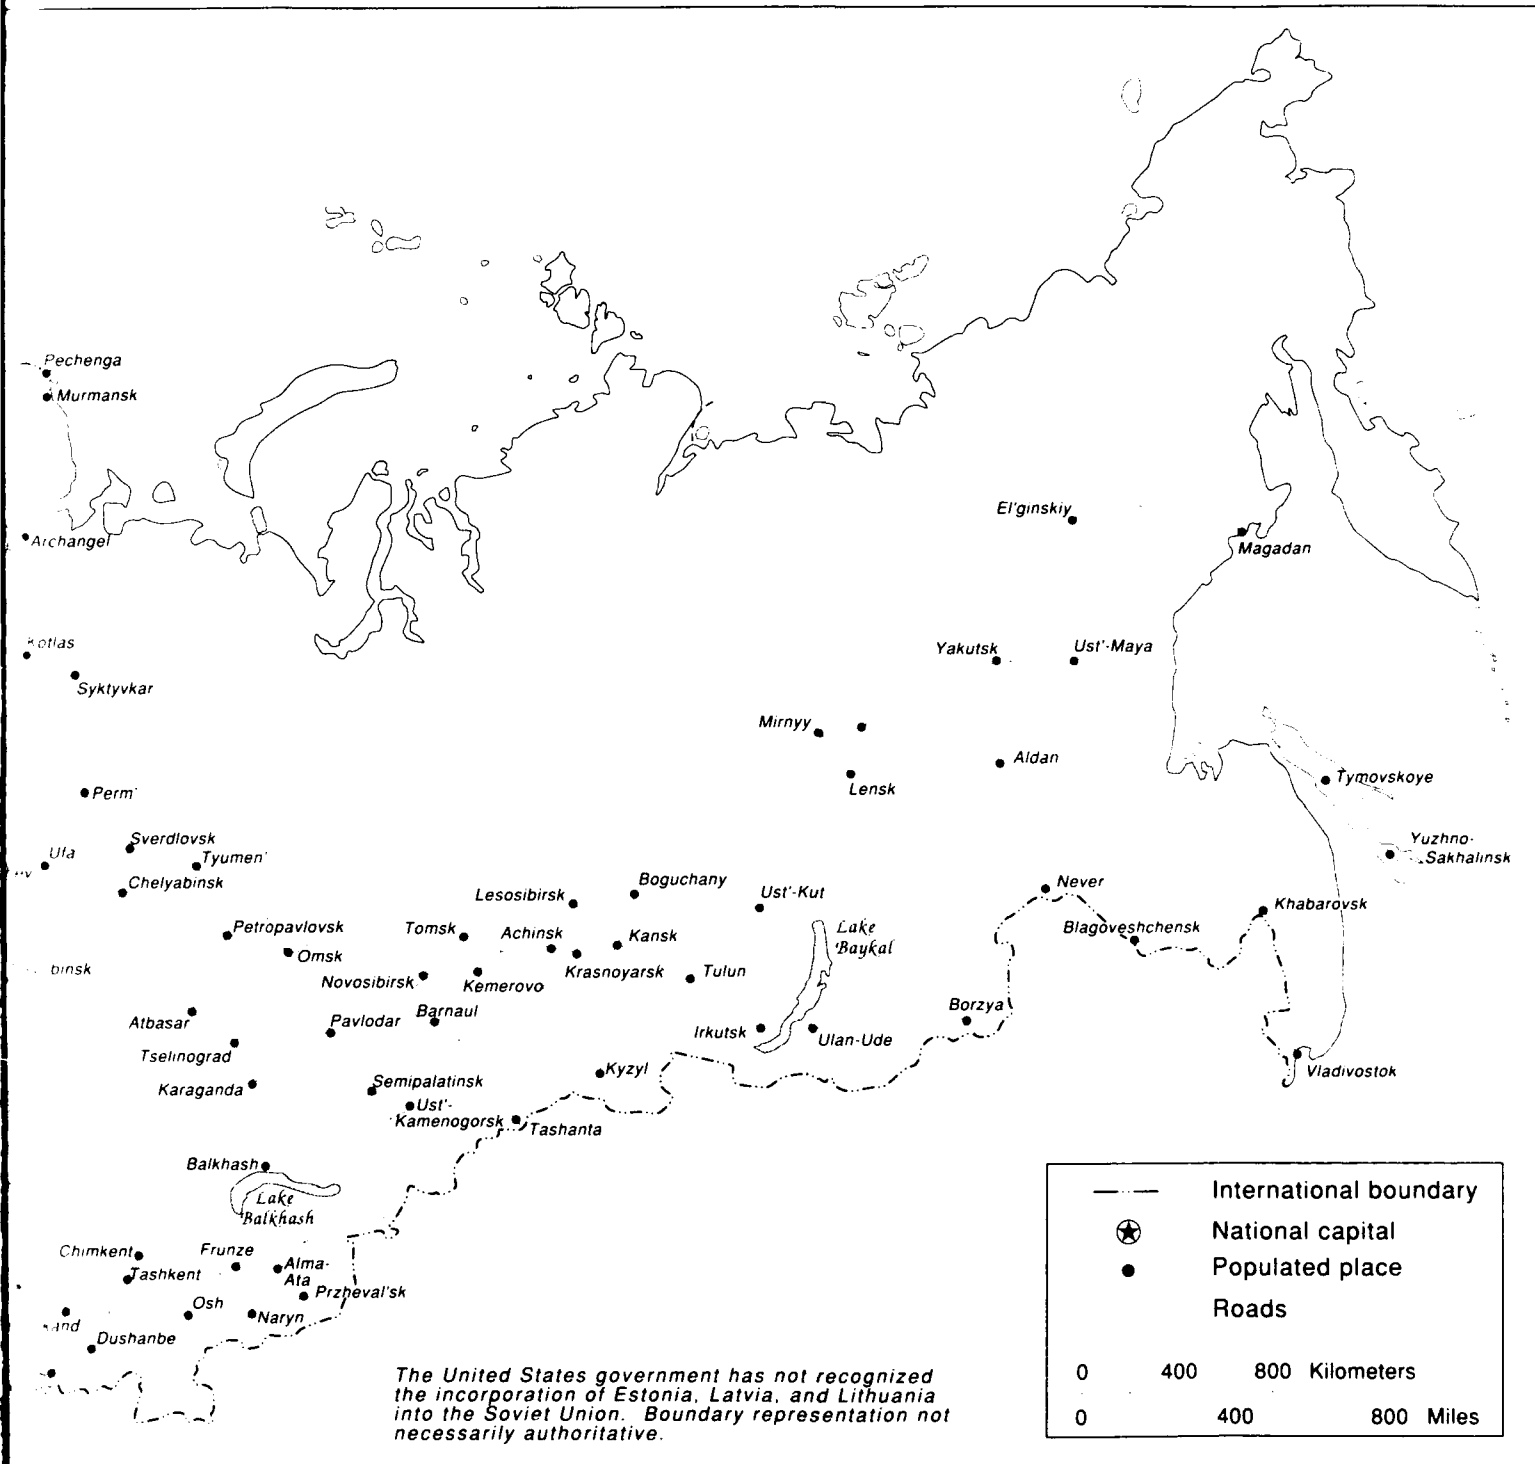 Pechenga
Murmansk
El'ginskiy
Archangel
Magadan
Kotlas
Yakutsk
Ust'-Maya
Syktyvkar
Mirnyy
Aldan
Tymovskoye
Lensk
Perm'
Sverdlovsk
Yuzhno-
Sakhalinsk
Ufa
Tyumen'
Chelyabinsk
Boguchany
Never
Lesosibirsk
Ust'-Kut
Khabarovsk
Petropavlovsk
Tomsk
Achinsk
Kansk
Lake
Baykal
Blagoveshchensk
Omsk
binsk
Krasnoyarsk
Tulun
Novosibirsk
Kemerovo
Borzya
Atbasar
Pavlodar
Barnaul
Irkutsk
Ulan-Ude
Tselinograd
Kyzyl
Vladivostok
Karaganda
Semipalatinsk
Ust'-
Kamenogorsk
Tashanta
Balkhash
Lake
Balkhash
Chimkent
Frunze
Alma-
Ata
Tashkent
Przheval'sk
Osh
Naryn
kand
Dushanbe
International boundary
National capital
Populated place
Roads
0 400 800 Kilometers
0 400 800 Miles
The United States government has not recognized
the incorporation of Estonia, Latvia, and Lithuania
into the Soviet Union. Boundary representation not
necessarily authoritative.